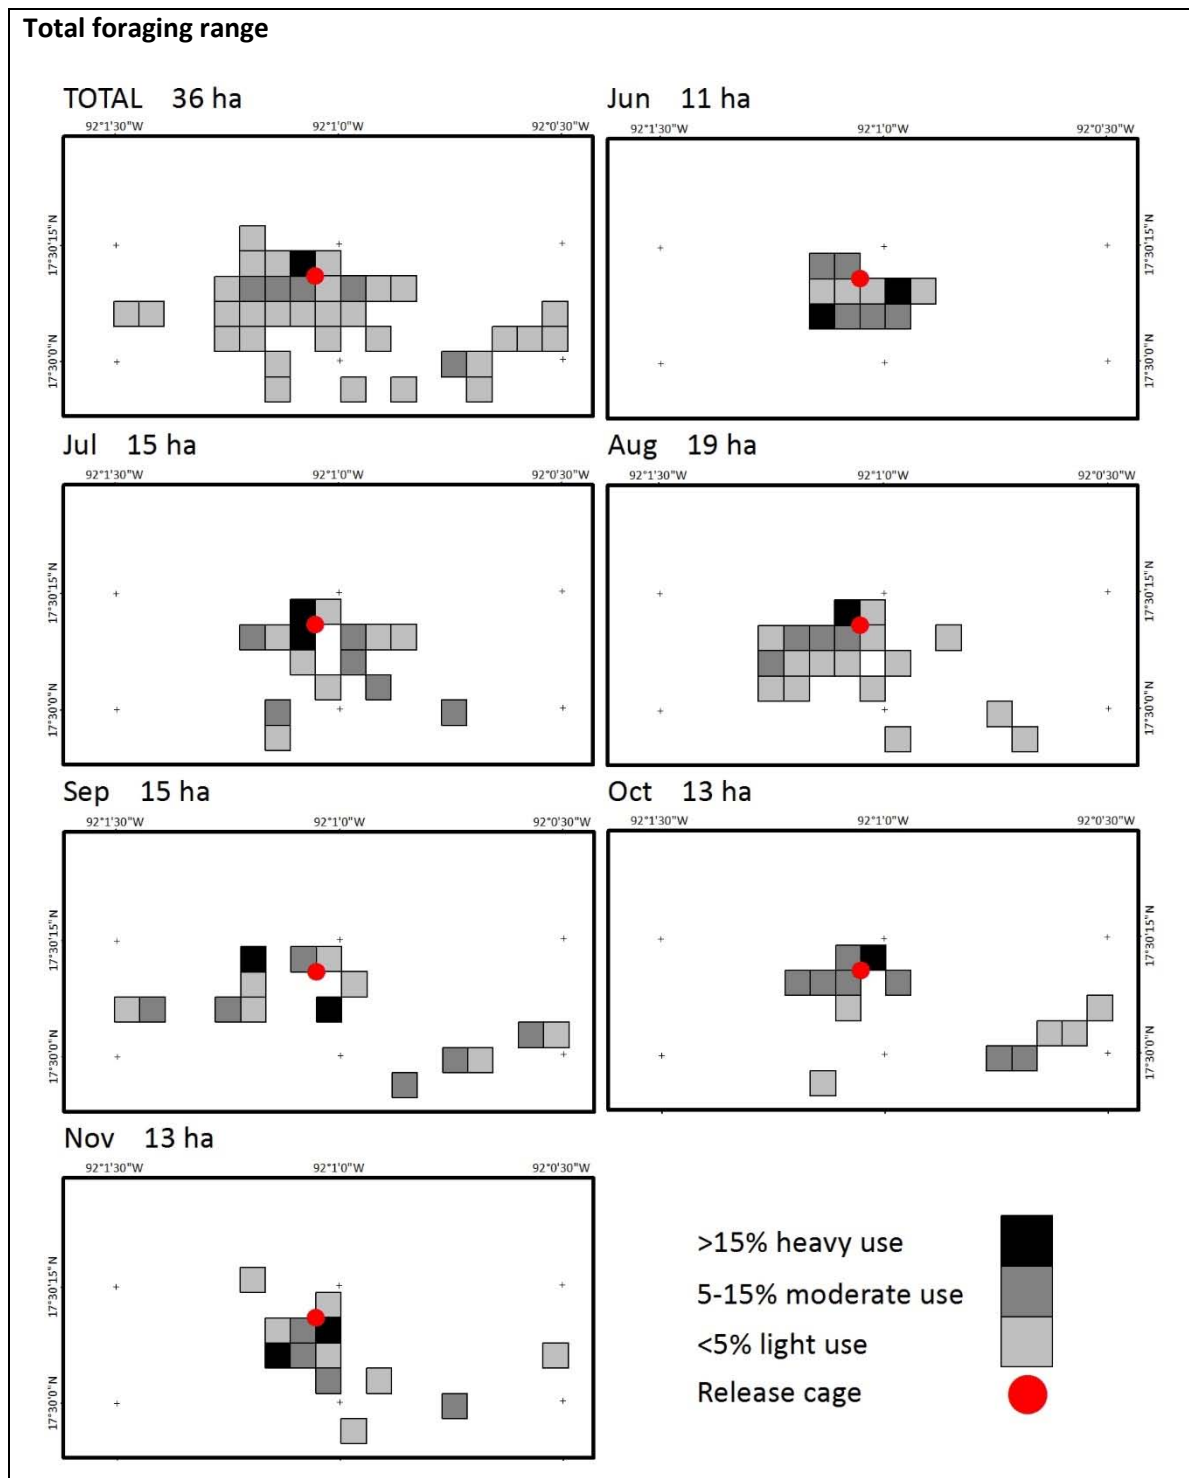 Total foraging range
TOTAL 36 ha
92°1'30"W 92°1'0"W 92°0'30"W
17°30'15"N
17°30'0"N
Jun 11 ha
92°1'30"W 92°1'0"W 92°0'30"W
17°30'15"N
17°30'0"N
Jul 15 ha
92°1'30"W 92°1'0"W 92°0'30"W
17°30'15"N
17°30'0"N
Aug 19 ha
92°1'30"W 92°1'0"W 92°0'30"W
17°30'15"N
17°30'0"N
Sep 15 ha
92°1'30"W 92°1'0"W 92°0'30"W
17°30'15"N
17°30'0"N
Oct 13 ha
92°1'30"W 92°1'0"W 92°0'30"W
17°30'15"N
17°30'0"N
Nov 13 ha
92°1'30"W 92°1'0"W 92°0'30"W
17°30'15"N
17°30'0"N
>15% heavy use
5-15% moderate use
<5% light use
Release cage